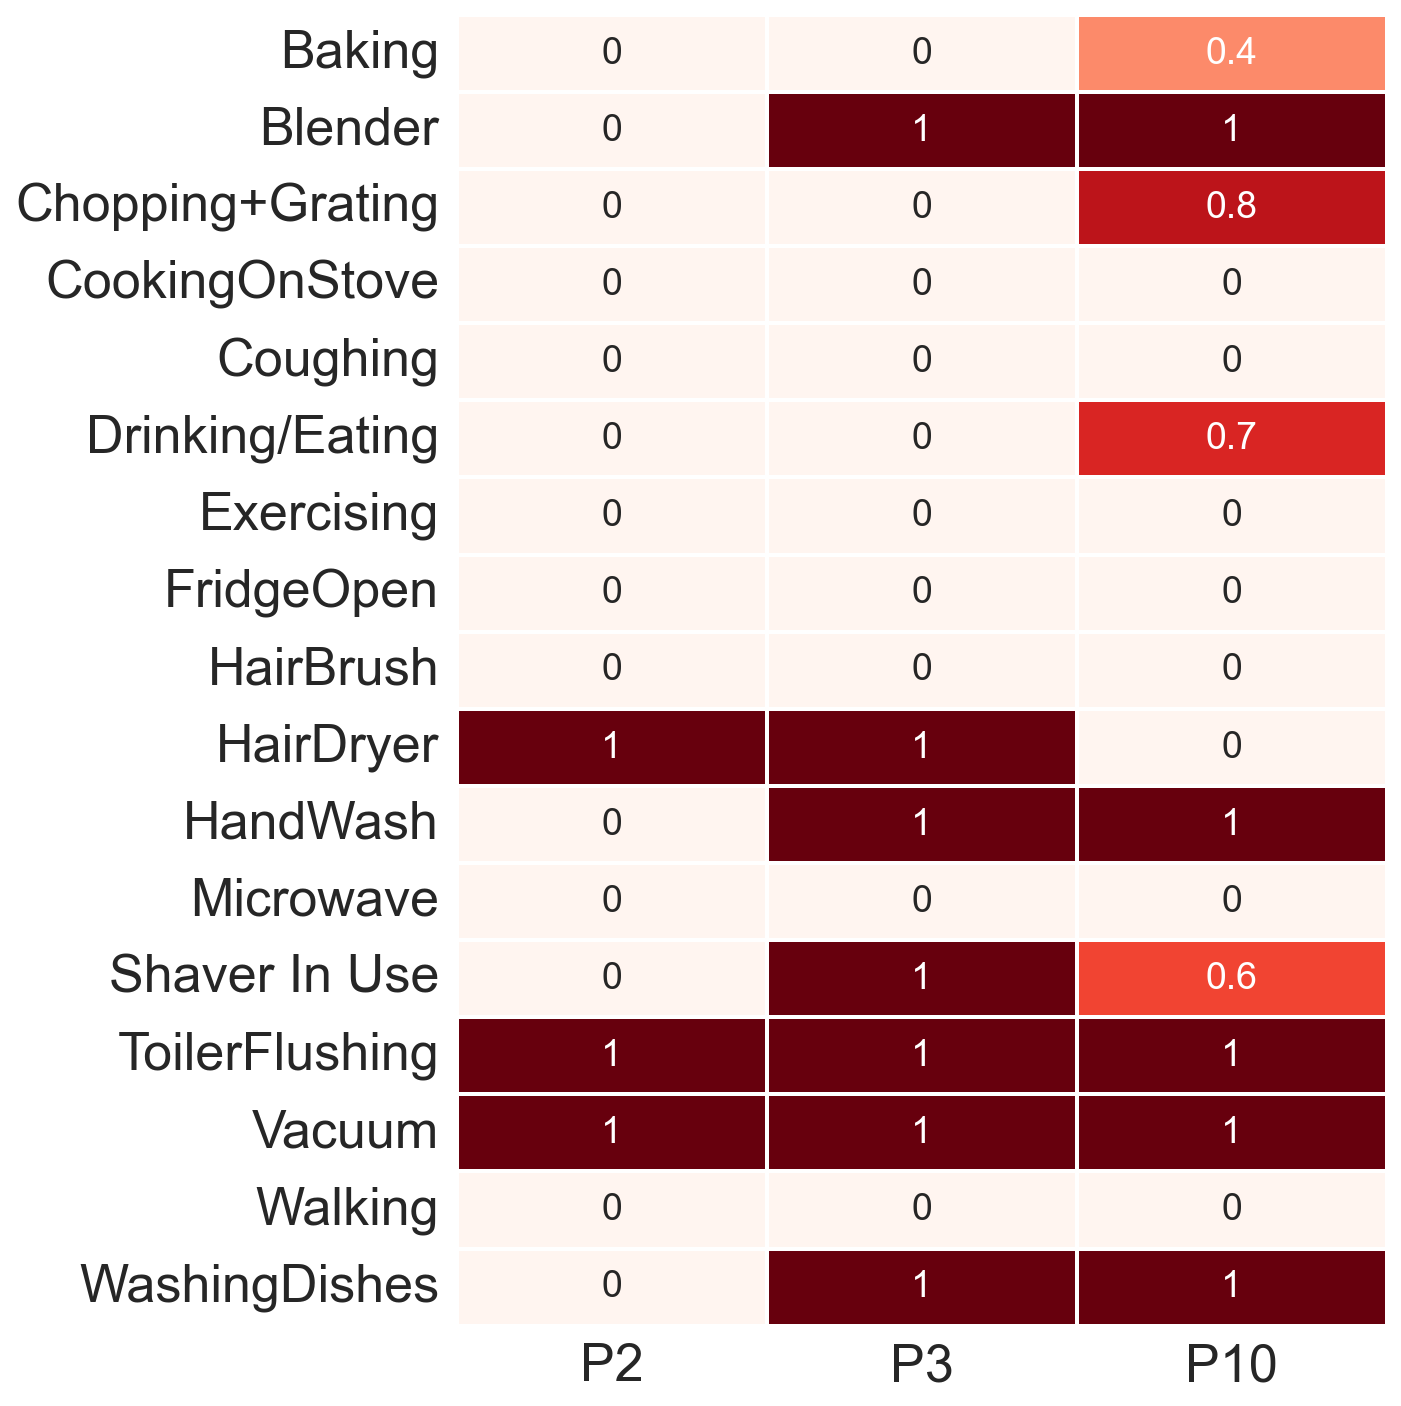 Baking 0 0 0.4
Blender 0 1 1
Chopping+Grating 0 0 0.8
CookingOnStove 0 0 0
Coughing 0 0 0
Drinking/Eating 0 0 0.7
Exercising 0 0 0
FridgeOpen 0 0 0
HairBrush 0 0 0
HairDryer 1 1 0
HandWash 0 1 1
Microwave 0 0 0
Shaver In Use 0 1 0.6
ToilerFlushing 1 1 1
Vacuum 1 1 1
Walking 0 0 0
WashingDishes 0 1 1
P2 P3 P10